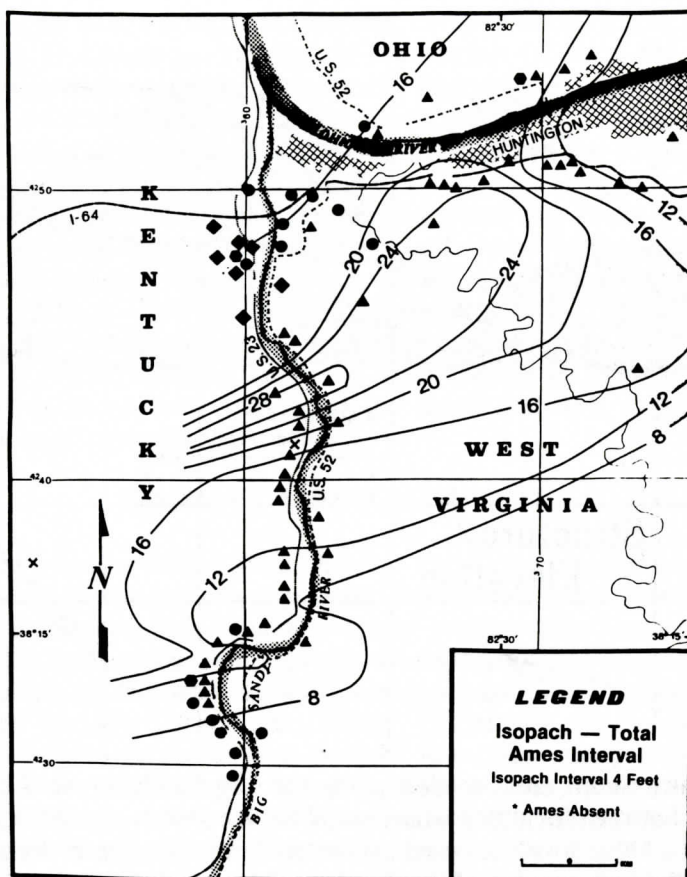 82°30'
OHIO
U.S. 52
16
360
OHIO RIVER
HUNTINGTON
4250
12
I-64
16
20
24
24
KENTUCKY
U.S. 23
28
20
16
12
8
WEST
VIRGINIA
U.S. 52
4240
16
12
N
370
RIVER
38°15'
82°30'
38°15'
SANDY
8
4230
BIG
LEGEND
Isopach — Total
Ames Interval
Isopach Interval 4 Feet
* Ames Absent